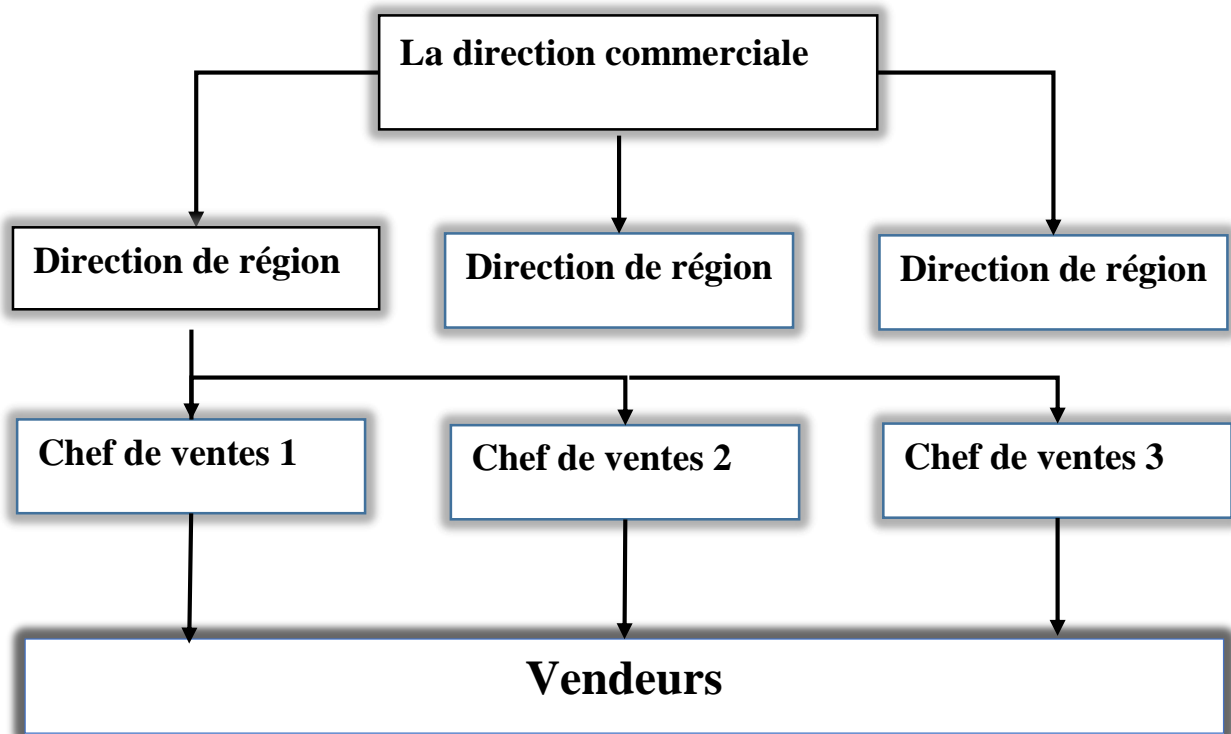 La direction commerciale
Direction de région
Direction de région
Direction de région
Chef de ventes 1
Chef de ventes 2
Chef de ventes 3
Vendeurs